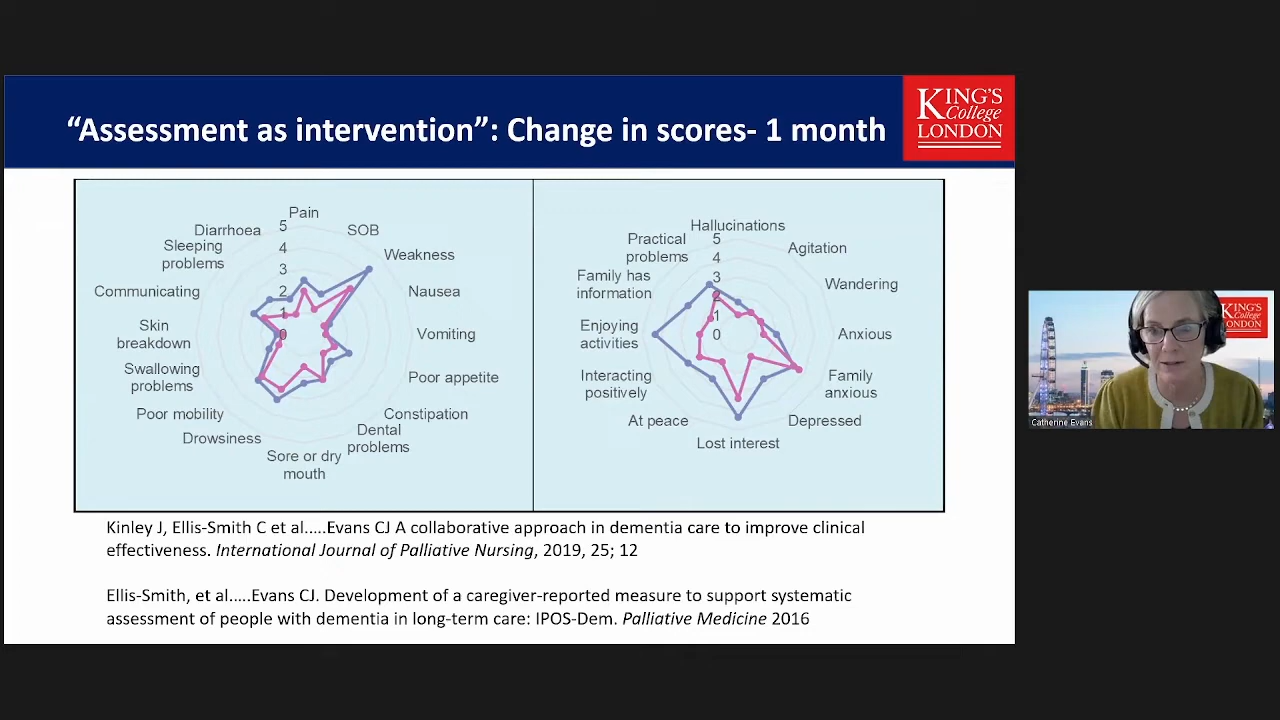 “Assessment as intervention”: Change in scores- 1 month
KING'S
College
LONDON
Pain
SOB
Weakness
Nausea
Vomiting
Poor appetite
Constipation
Dental
problems
Sore or dry
mouth
Drowsiness
Poor mobility
Swallowing
problems
Skin
breakdown
Communicating
Sleeping
problems
Diarrhoea
5
4
3
2
1
0
Hallucinations
Agitation
Wandering
Anxious
Family
anxious
Depressed
Lost interest
At peace
Interacting
positively
Enjoying
activities
Family has
information
Practical
problems
5
4
3
2
1
0
Kinley J, Ellis-Smith C et al.....Evans CJ A collaborative approach in dementia care to improve clinical
effectiveness. International Journal of Palliative Nursing, 2019, 25; 12
Ellis-Smith, et al.....Evans CJ. Development of a caregiver-reported measure to support systematic
assessment of people with dementia in long-term care: IPOS-Dem. Palliative Medicine 2016
KING'S
College
LONDON
Catherine Evans